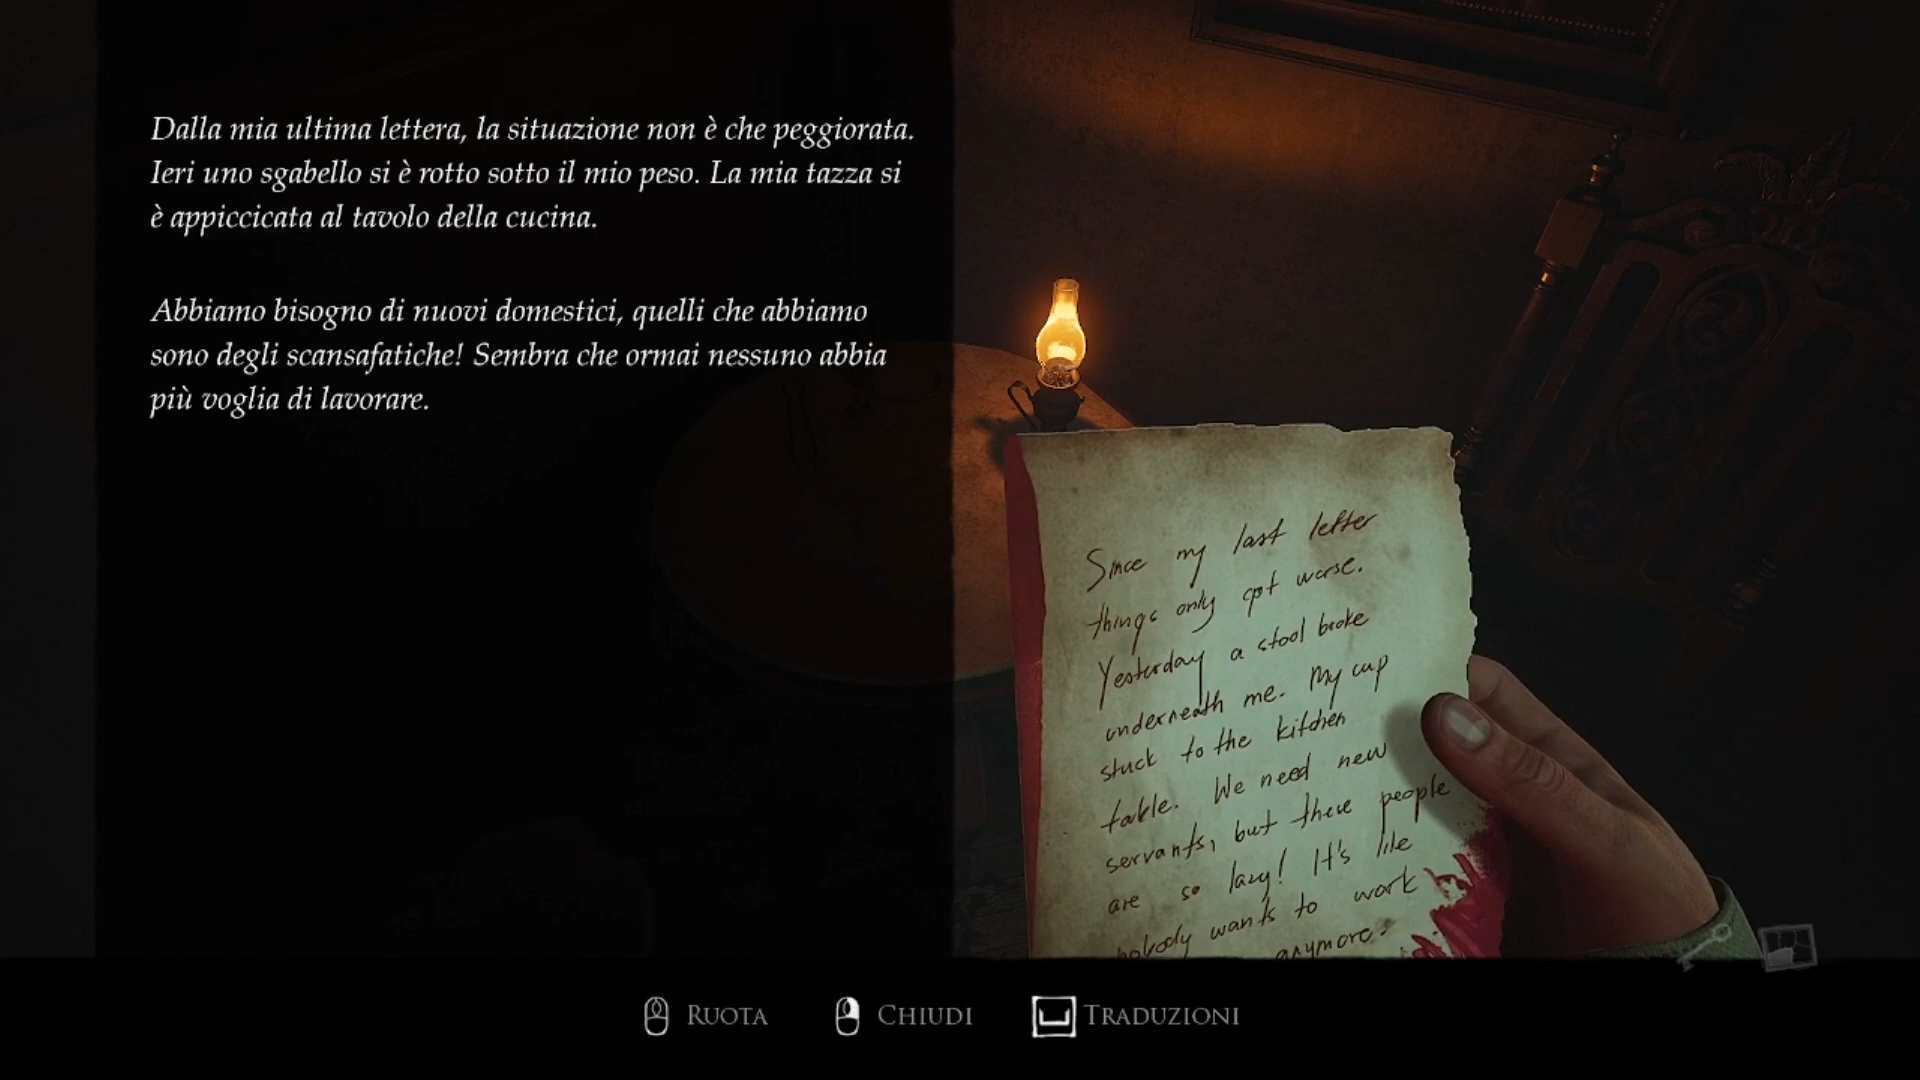 Dalla mia ultima lettera, la situazione non è che peggiorata.
Ieri uno sgabello si è rotto sotto il mio peso. La mia tazza si
è appiccicata al tavolo della cucina.
Abbiamo bisogno di nuovi domestici, quelli che abbiamo
sono degli scansafatiche! Sembra che ormai nessuno abbia
più voglia di lavorare.
Since my last letter
things only got worse.
Yesterday a stool broke
underneath me. My cup
stuck to the kitchen
table. We need new
servants, but these people
are so lazy! It's like
nobody wants to work
anymore.
RUOTA
CHIUDI
TRADUZIONI